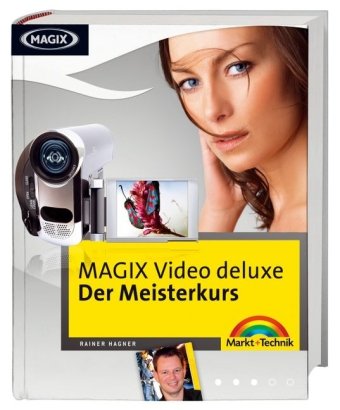 MAGIX
MAGIX Video deluxe
Der Meisterkurs
RAINER HAGNER
Markt+Technik